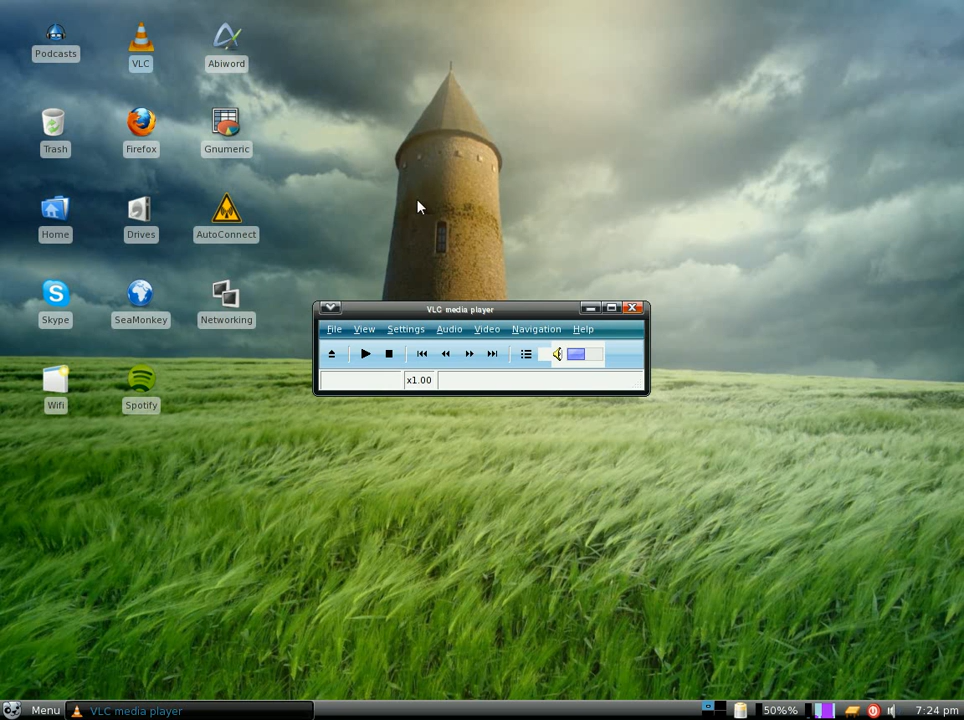 Podcasts
VLC
Abiword
Trash
Firefox
Gnumeric
Home
Drives
AutoConnect
Skype
SeaMonkey
Networking
Wifi
Spotify
VLC media player
File View Settings Audio Video Navigation Help
x1.00
Menu VLC media player 50%% 7:24 pm